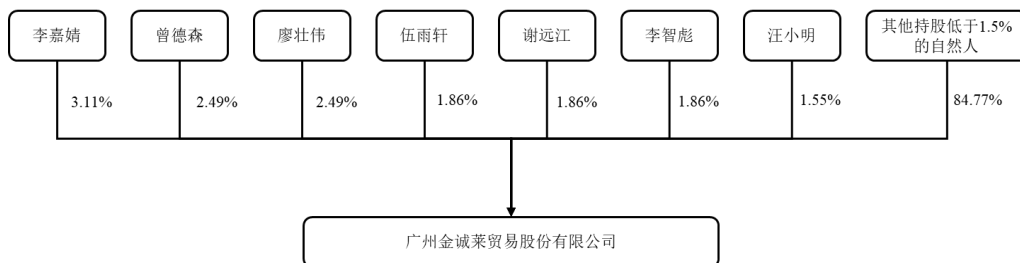 李嘉婧
曾德森
廖壮伟
伍雨轩
谢远江
李智彪
汪小明
其他持股低于1.5%
的自然人
3.11%
2.49%
2.49%
1.86%
1.86%
1.86%
1.55%
84.77%
广州金诚莱贸易股份有限公司